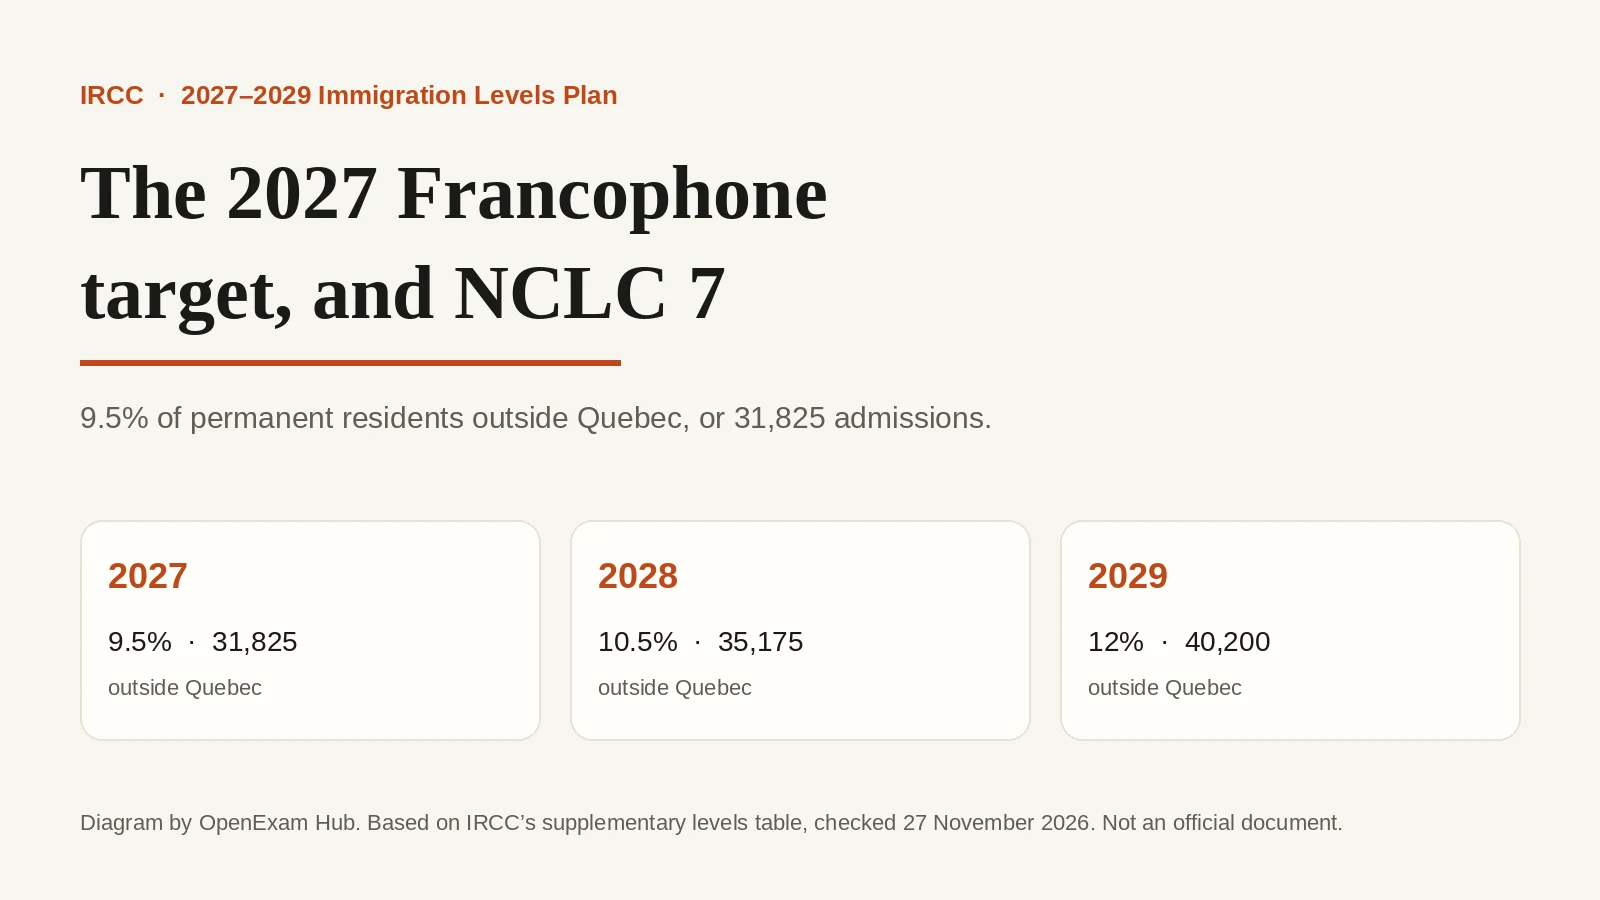 IRCC · 2027–2029 Immigration Levels Plan
The 2027 Francophone
target, and NCLC 7
9.5% of permanent residents outside Quebec, or 31,825 admissions.
2027
9.5% · 31,825
outside Quebec
2028
10.5% · 35,175
outside Quebec
2029
12% · 40,200
outside Quebec
Diagram by OpenExam Hub. Based on IRCC’s supplementary levels table, checked 27 November 2026. Not an official document.